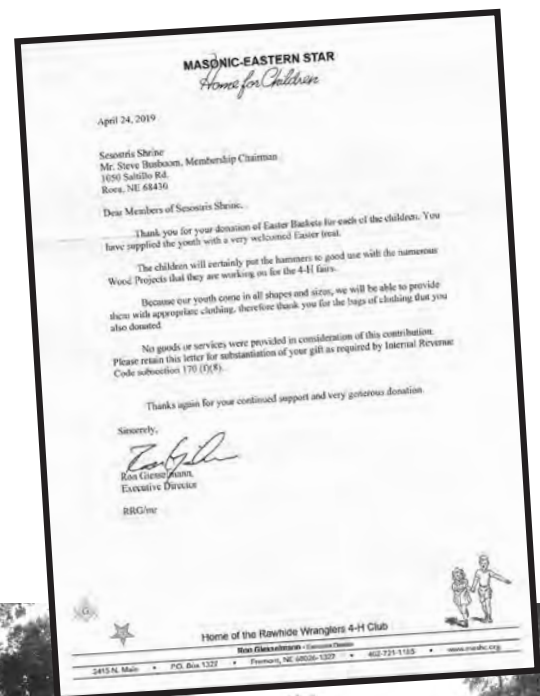 MASONIC-EASTERN STAR
Home for Children
April 24, 2019
Sesostris Shrine
Mr. Steve Busboom, Membership Chairman
1050 Saltillo Rd.
Roca, NE 68430
Dear Members of Sesostris Shrine,
Thank you for your donation of Easter Baskets for each of the children. You
have supplied the youth with a very welcomed Easter treat.
The children will certainly put the hammers to good use with the numerous
Wood Projects that they are working on for the 4-H fairs.
Because our youth come in all shapes and sizes, we will be able to provide
them with appropriate clothing, therefore thank you for the bags of clothing that you
also donated.
No goods or services were provided in consideration of this contribution.
Please retain this letter for substantiation of your gift as required by Internal Revenue
Code subsection 170 (f)(8).
Thanks again for your continued support and very generous donation.
Sincerely,
Ron Giesselmann,
Executive Director
RRG/mr
G
Home of the Rawhide Wranglers 4-H Club
Ron Giesselmann - Executive Director
2415 N. Main • P.O. Box 1327 • Fremont, NE 68026-1327 • 402-721-1185 •